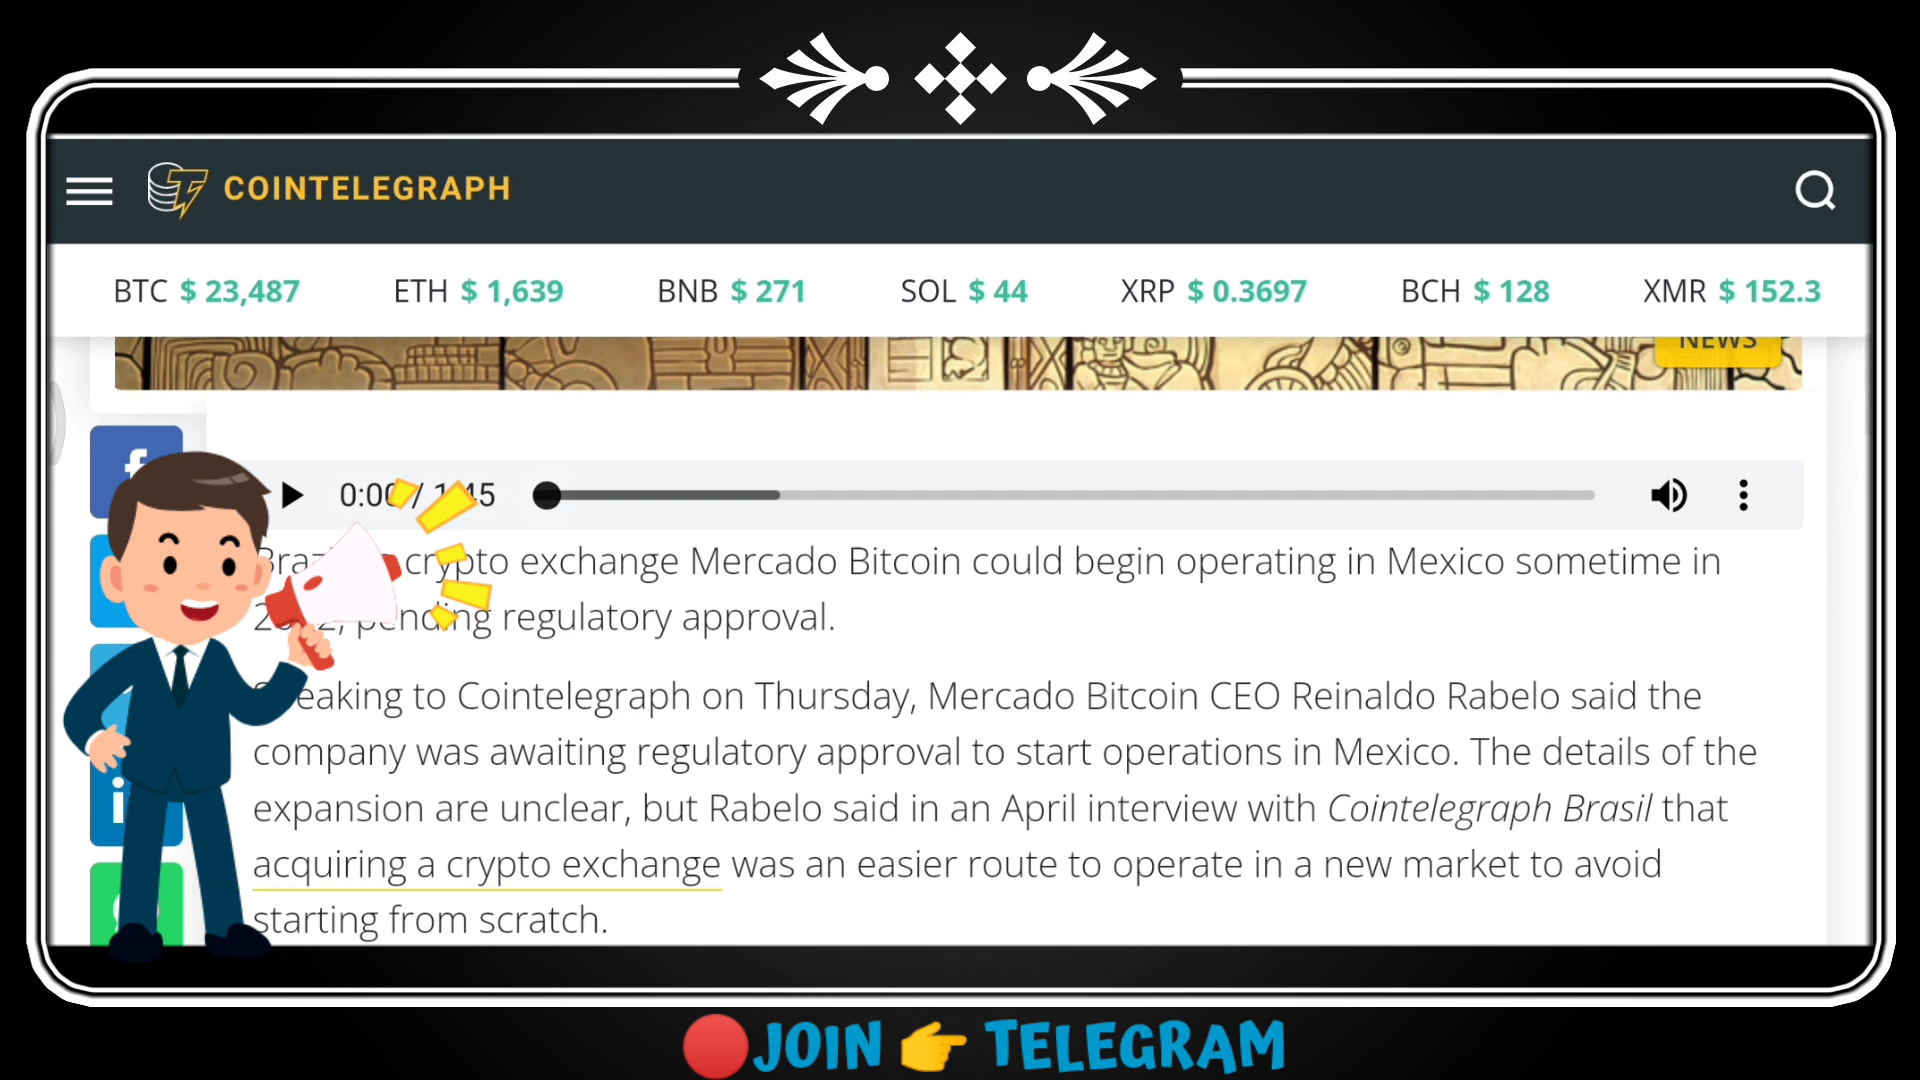 COINTELEGRAPH
BTC $ 23,487 ETH $ 1,639 BNB $ 271 SOL $ 44 XRP $ 0.3697 BCH $ 128 XMR $ 152.3
NEWS
f
crypto exchange Mercado Bitcoin could begin operating in Mexico sometime in
pending regulatory approval.
Speaking to Cointelegraph on Thursday, Mercado Bitcoin CEO Reinaldo Rabelo said the
company was awaiting regulatory approval to start operations in Mexico. The details of the
expansion are unclear, but Rabelo said in an April interview with Cointelegraph Brasil that
acquiring a crypto exchange was an easier route to operate in a new market to avoid
starting from scratch.
JOIN TELEGRAM